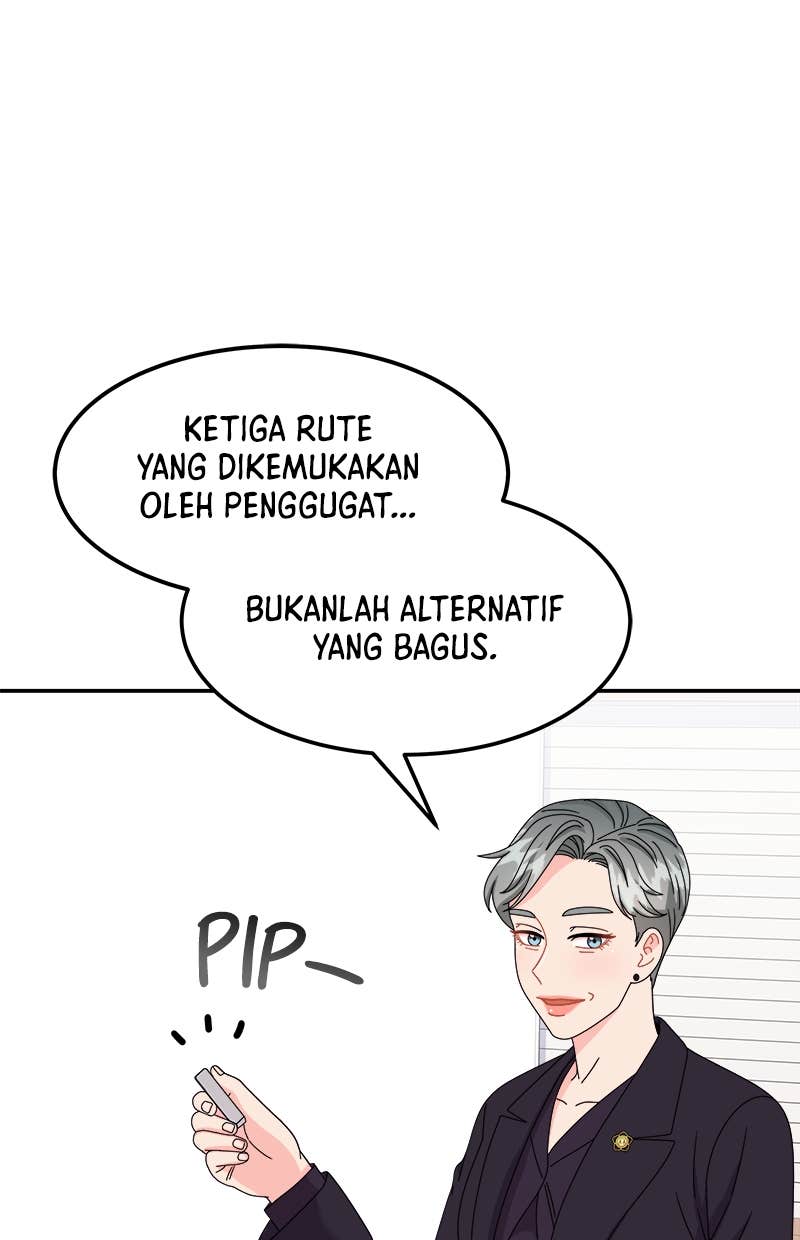 KETIGA RUTE
YANG DIKEMUKAKAN
OLEH PENGGUGAT...
BUKANLAH ALTERNATIF
YANG BAGUS.
PIP~